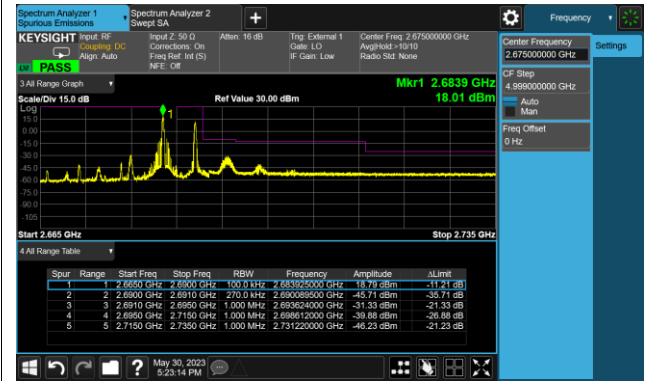 Spectrum Analyzer 1
Spurious Emissions
Spectrum Analyzer 2
Swept SA
Frequency
KEYSIGHT
Input: RF
Coupling: DC
Align: Auto
Input Z: 50 Ω
Corrections: On
Freq Ref: Int (S)
NFE: Off
Atten: 16 dB
Trig: External 1
Gate: LO
IF Gain: Low
Center Freq: 2.675000000 GHz
Avg|Hold:>10/10
Radio Std: None
PASS
Center Frequency
2.675000000 GHz
Settings
CF Step
4.999000000 GHz
Auto
Man
Freq Offset
0 Hz
3 All Range Graph
Mkr1 2.6839 GHz
Scale/Div 15.0 dB
Ref Value 30.00 dBm
18.01 dBm
Log
15.0
0.00
-15.0
-30.0
-45.0
-60.0
-75.0
-90.0
-105
1
Start 2.665 GHz
Stop 2.735 GHz
4 All Range Table
Spur Range Start Freq Stop Freq RBW Frequency Amplitude ΔLimit
1 1 2.6650 GHz 2.6900 GHz 100.0 kHz 2.683925000 GHz 18.79 dBm -11.21 dB
2 2 2.6900 GHz 2.6910 GHz 270.0 kHz 2.690089500 GHz -45.71 dBm -35.71 dB
3 3 2.6910 GHz 2.6950 GHz 1.000 MHz 2.693624000 GHz -31.33 dBm -21.33 dB
4 4 2.6950 GHz 2.7150 GHz 1.000 MHz 2.698612000 GHz -39.88 dBm -26.88 dB
5 5 2.7150 GHz 2.7350 GHz 1.000 MHz 2.731220000 GHz -46.23 dBm -21.23 dB
May 30, 2023
5:23:14 PM